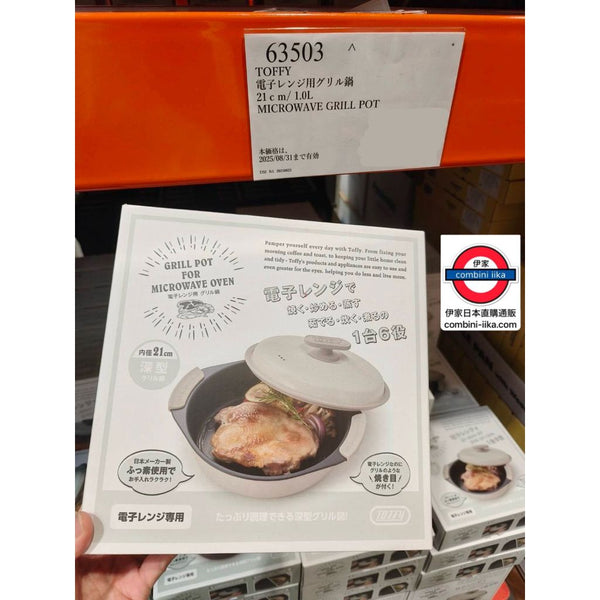 63503
TOFFY
電子レンジ用グリル鍋
21cm/ 1.0L
MICROWAVE GRILL POT
本価格は、
2025/08/31まで有効
伊家
combini iika
伊家日本直購通販
combini-iika.com
GRILL POT
FOR
MICROWAVE OVEN
電子レンジ用 グリル鍋
Pamper yourself every day with Toffy. From fixing your
morning coffee and toast, to keeping your little home clean
and tidy - Toffy's products and appliances are easy to use and
even greater for the eyes, helping you do less and live more.
電子レンジで
焼く・炒める・蒸す
茹でる・炊く・煮るの
1台6役
内径21cm
深型
グリル鍋
日本メーカー製
ふっ素使用で
お手入れラクラク!
電子レンジなのに
グリルのような
焼き目
が付く!
電子レンジ専用
たっぷり調理できる深型グリル鍋!
TOFFY
電子レンジ専用